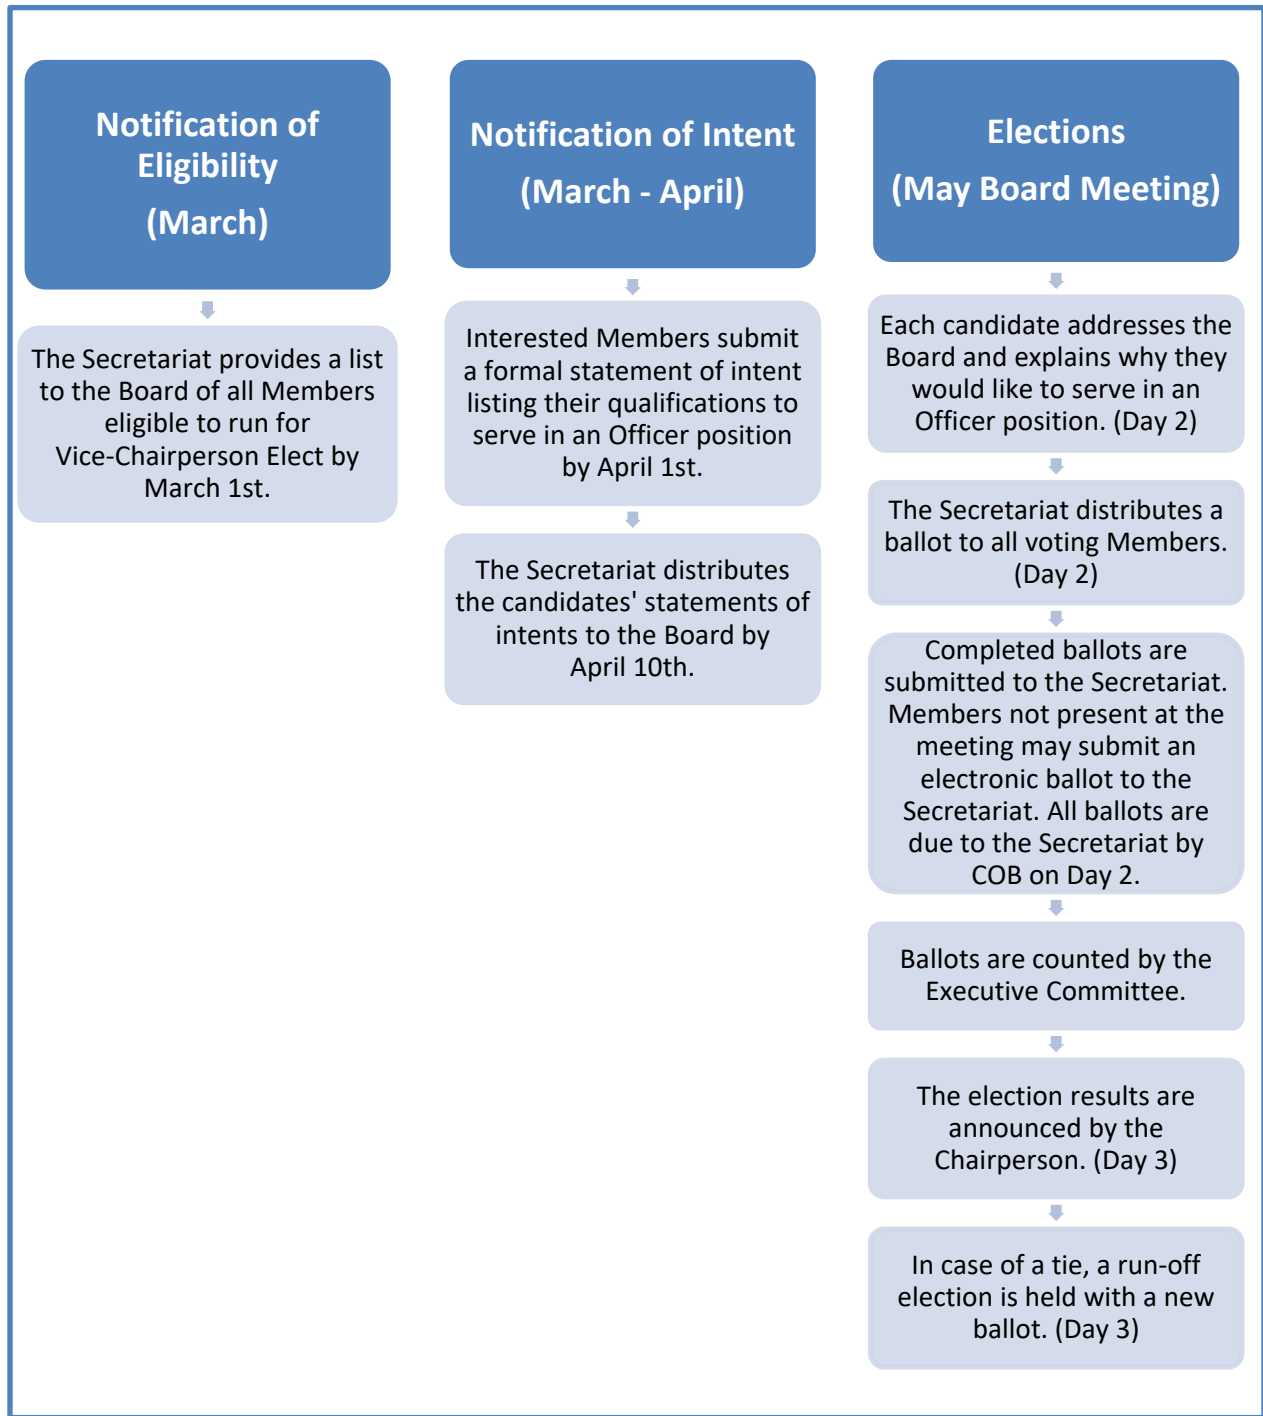 Notification of
Eligibility
(March)
The Secretariat provides a list
to the Board of all Members
eligible to run for
Vice-Chairperson Elect by
March 1st.
Notification of Intent
(March - April)
Interested Members submit
a formal statement of intent
listing their qualifications to
serve in an Officer position
by April 1st.
The Secretariat distributes
the candidates' statements of
intents to the Board by
April 10th.
Elections
(May Board Meeting)
Each candidate addresses the
Board and explains why they
would like to serve in an
Officer position. (Day 2)
The Secretariat distributes a
ballot to all voting Members.
(Day 2)
Completed ballots are
submitted to the Secretariat.
Members not present at the
meeting may submit an
electronic ballot to the
Secretariat. All ballots are
due to the Secretariat by
COB on Day 2.
Ballots are counted by the
Executive Committee.
The election results are
announced by the
Chairperson. (Day 3)
In case of a tie, a run-off
election is held with a new
ballot. (Day 3)